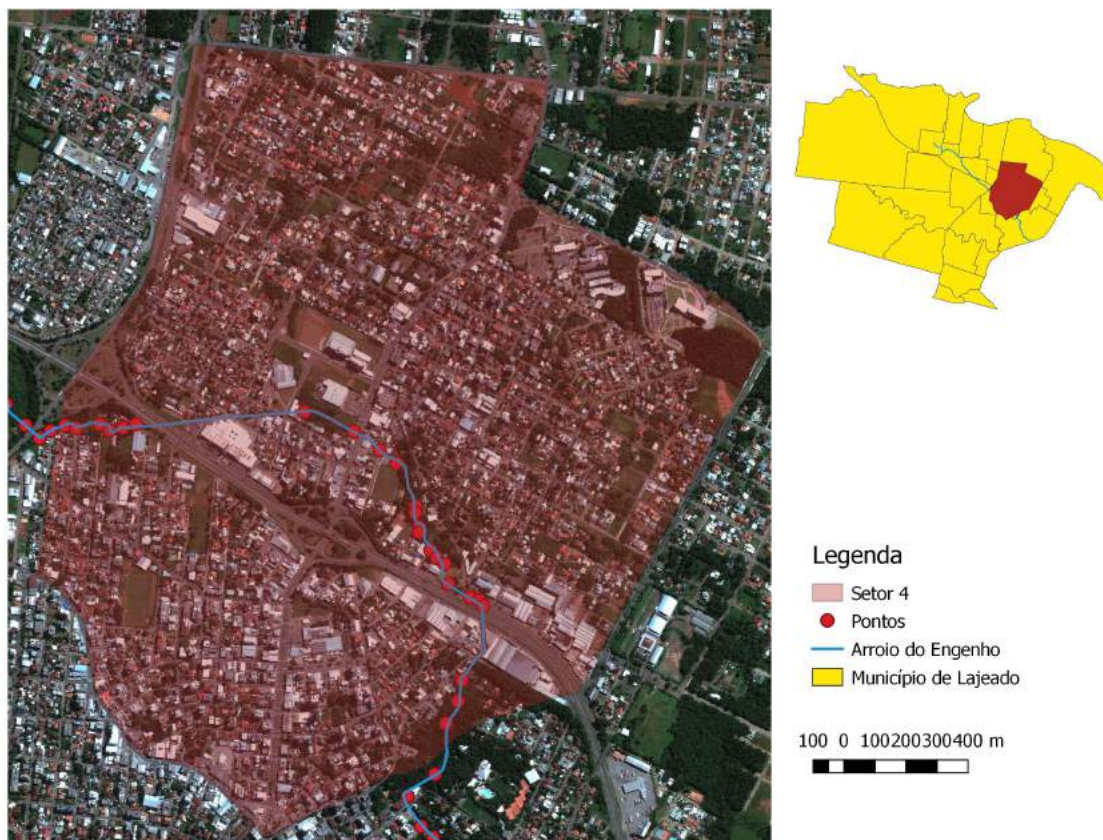 Legenda
Setor 4
Pontos
Arroio do Engenho
Município de Lajeado
100 0 100200300400 m